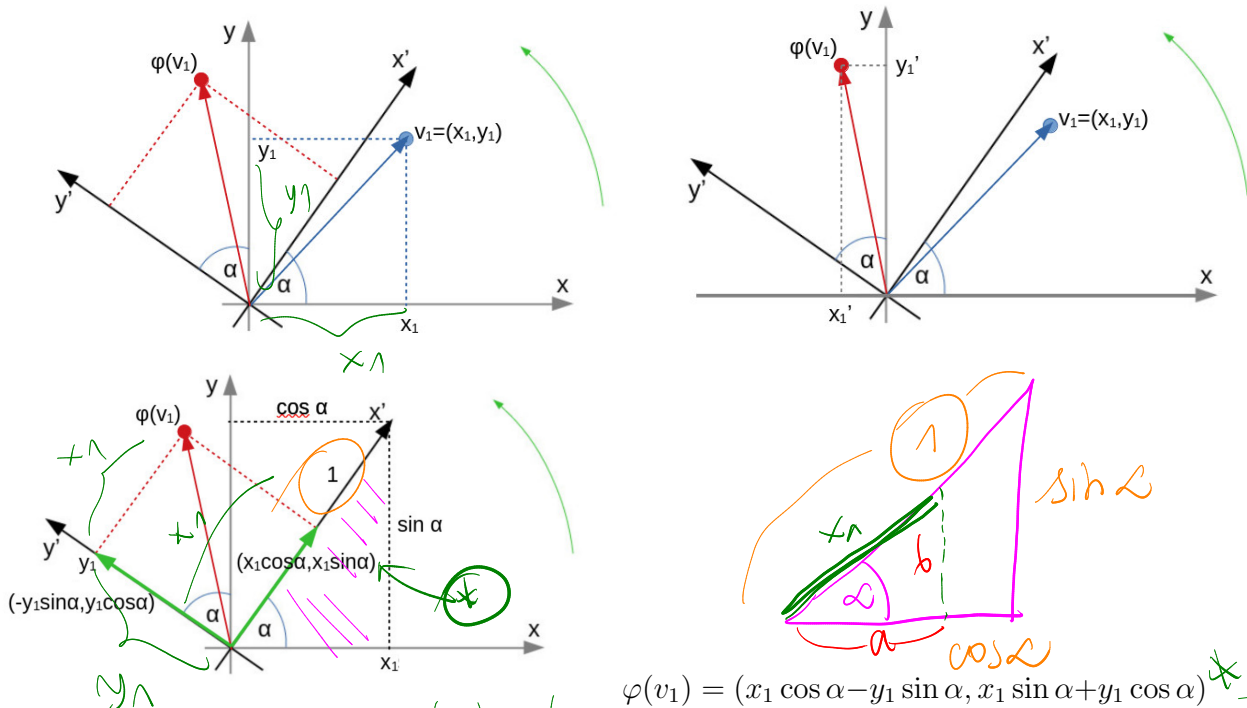 y
φ(v₁)
x’
v₁=(x₁,y₁)
y₁
y1
y’
α
α
x
x₁
x1
y
φ(v₁)
y₁’
x’
v₁=(x₁,y₁)
y’
α
α
x
x₁’
y
cos α
φ(v₁)
x’
x1
1
x1
sin α
y’
y₁
(x₁cosα,x₁sinα)
*
(-y₁sinα,y₁cosα)
α
α
x
x₁
y1
1
sin α
x1
b
α
a
cos α
φ(v₁) = (x₁ cos α−y₁ sin α, x₁ sin α+y₁ cos α) *